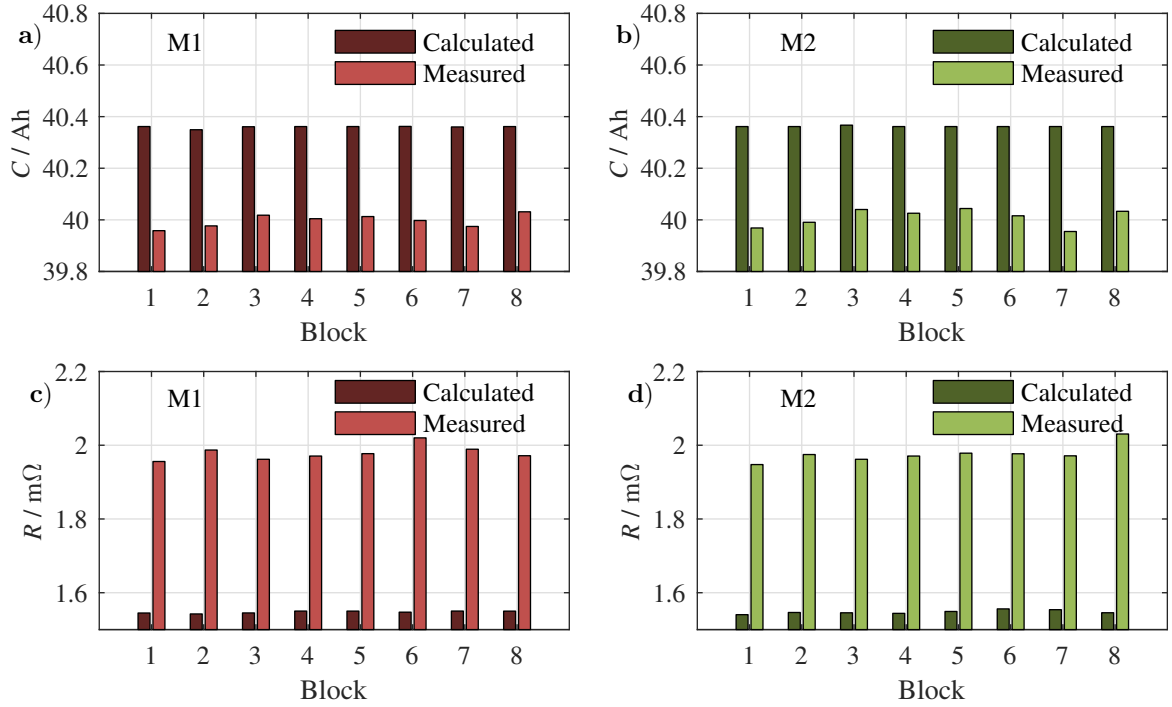 a)
M1
Calculated
Measured
C / Ah
40.8
40.6
40.4
40.2
40
39.8
1 2 3 4 5 6 7 8
Block
b)
M2
Calculated
Measured
C / Ah
40.8
40.6
40.4
40.2
40
39.8
1 2 3 4 5 6 7 8
Block
c)
M1
Calculated
Measured
R / mΩ
2.2
2
1.8
1.6
1 2 3 4 5 6 7 8
Block
d)
M2
Calculated
Measured
R / mΩ
2.2
2
1.8
1.6
1 2 3 4 5 6 7 8
Block